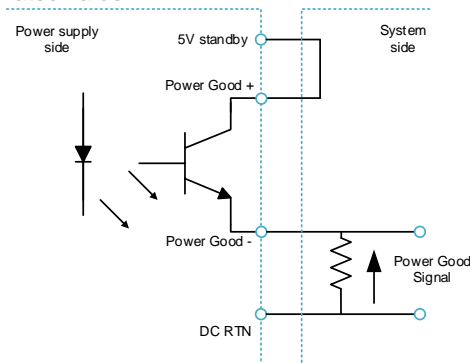 Power supply
side
5V standby
System
side
Power Good +
Power Good -
Power Good
Signal
DC RTN